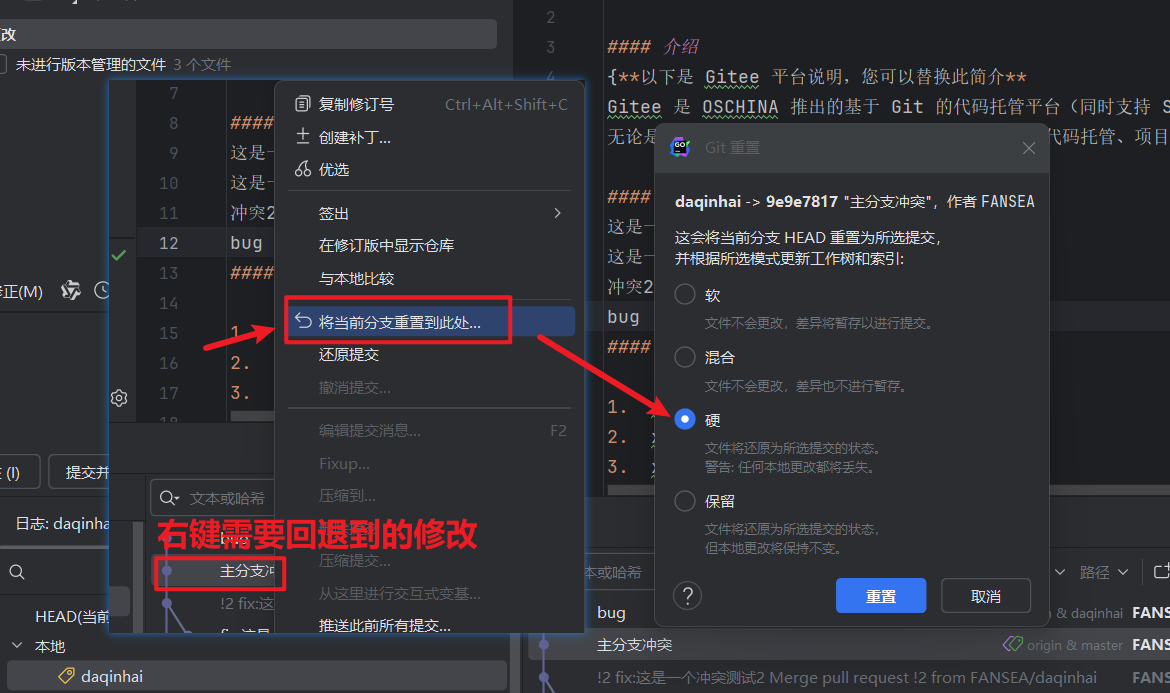 改
未进行版本管理的文件 3 个文件
修正(M)
(I)
提交并
日志: daqinha
HEAD(当前
本地
daqinhai
7
8 ####
9 这是一
10 这是一
11 冲突2
12 bug
13 ####
14
15 1.
16 2.
17 3.
18
文本或哈希
bug
主分支冲
!2 fix:这
右键需要回退到的修改
复制修订号 Ctrl+Alt+Shift+C
创建补丁...
优选
签出
在修订版中显示仓库
与本地比较
将当前分支重置到此处...
还原提交
撤消提交...
编辑提交消息... F2
Fixup...
压缩到...
压缩提交...
从这里进行交互式变基...
推送此前所有提交...
2
3 #### 介绍
4 {**以下是 Gitee 平台说明，您可以替换此简介**
Gitee 是 OSCHINA 推出的基于 Git 的代码托管平台（同时支持 S
无论是
代码托管、项目
####
这是一
这是一
冲突2
bug
####
1.
2. x
3. x
Git 重置
daqinhai -> 9e9e7817 "主分支冲突"，作者 FANSEA
这会将当前分支 HEAD 重置为所选提交，
并根据所选模式更新工作树和索引:
软
文件不会更改，差异将暂存以进行提交。
混合
文件不会更改，差异也不进行暂存。
硬
文件将还原为所选提交的状态。
警告: 任何本地更改都将丢失。
保留
文件将还原为所选提交的状态，
但本地更改将保持不变。
?
重置
取消
本或哈希
路径
bug & daqinhai FANS
主分支冲突 origin & master FANS
!2 fix:这是一个冲突测试2 Merge pull request !2 from FANSEA/daqinhai FANS